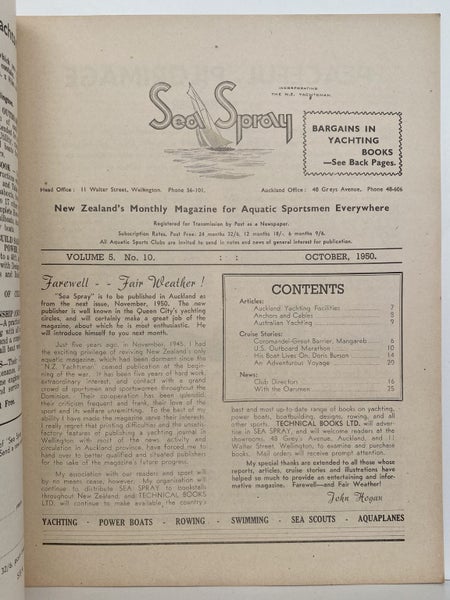 INCORPORATING
THE N.Z. YACHTSMAN
Sea Spray
BARGAINS IN
YACHTING
BOOKS
—See Back Pages.
Head Office: 11 Walter Street, Wellington. Phone 56-101.
Auckland Office: 48 Greys Avenue. Phone 48-606
New Zealand's Monthly Magazine for Aquatic Sportsmen Everywhere
Registered for Transmission by Post as a Newspaper.
Subscription Rates, Post Free: 24 months 32/6, 12 months 18/-, 6 months 9/6.
All Aquatic Sports Clubs are invited to send in notes and news of general interest for publication.
VOLUME 5. No. 10. : : OCTOBER, 1950.
Farewell -- Fair Weather!
"Sea Spray" is to be published in Auckland as
from the next issue, November, 1950. The new
publisher is well known in the Queen City's yachting
circles, and will certainly make a great job of the
magazine, about which he is most enthusiastic. He
will introduce himself to you next month.
Just five years ago, in November, 1945, I had
the exciting privilege of reviving New Zealand's only
aquatic magazine, which had been dormant since the
"N.Z. Yachtsman" ceased publication at the begin-
ning of the war. It has been five years of hard work,
extraordinary interest, and contact with a grand
crowd of sportsmen and sportswomen throughout the
Dominion. Their co-operation has been splendid,
their criticism frequent and frank, their love of the
sport and its welfare unremitting. To the best of my
ability I have made the magazine serve their interests.
I really regret that printing difficulties and the unsatis-
factory features of publishing a yachting journal in
Wellington with most of the news, activity and
circulation in Auckland province, have forced me to
hand over to better qualified and situated publishers
for the sake of the magazine's future progress.
My association with our readers and sport will
by no means cease, however. My organisation will
continue to distribute SEA SPRAY to bookstalls
throughout New Zealand; and TECHNICAL BOOKS
LTD. will continue to make available the country's
CONTENTS
Articles:
Auckland Yachting Facilities 7
Anchors and Cables 8
Australian Yachting 9
Cruise Stories:
Coromandel-Great Barrier, Mangareb 6
U.S. Outboard Marathon 10
His Boat Lives On, Doris Burson 14
An Adventurous Voyage 29
News:
Club Directors 16
With the Oarsmen 25
best and most up-to-date range of books on yachting,
power boats, boatbuilding, designs, rowing, and all
other sports. TECHNICAL BOOKS LTD. will adver-
tise in SEA SPRAY, and will welcome readers at the
showrooms, 48 Grey's Avenue, Auckland, and 11
Walter Street, Wellington, to examine and purchase
books. Mail orders will receive prompt attention.
My special thanks are extended to all those whose
reports, articles, cruise stories and illustrations have
helped so much to provide an entertaining and infor-
mative magazine. Farewell—and Fair Weather!
John Hogan
YACHTING - POWER BOATS - ROWING - SWIMMING - SEA SCOUTS - AQUAPLANES